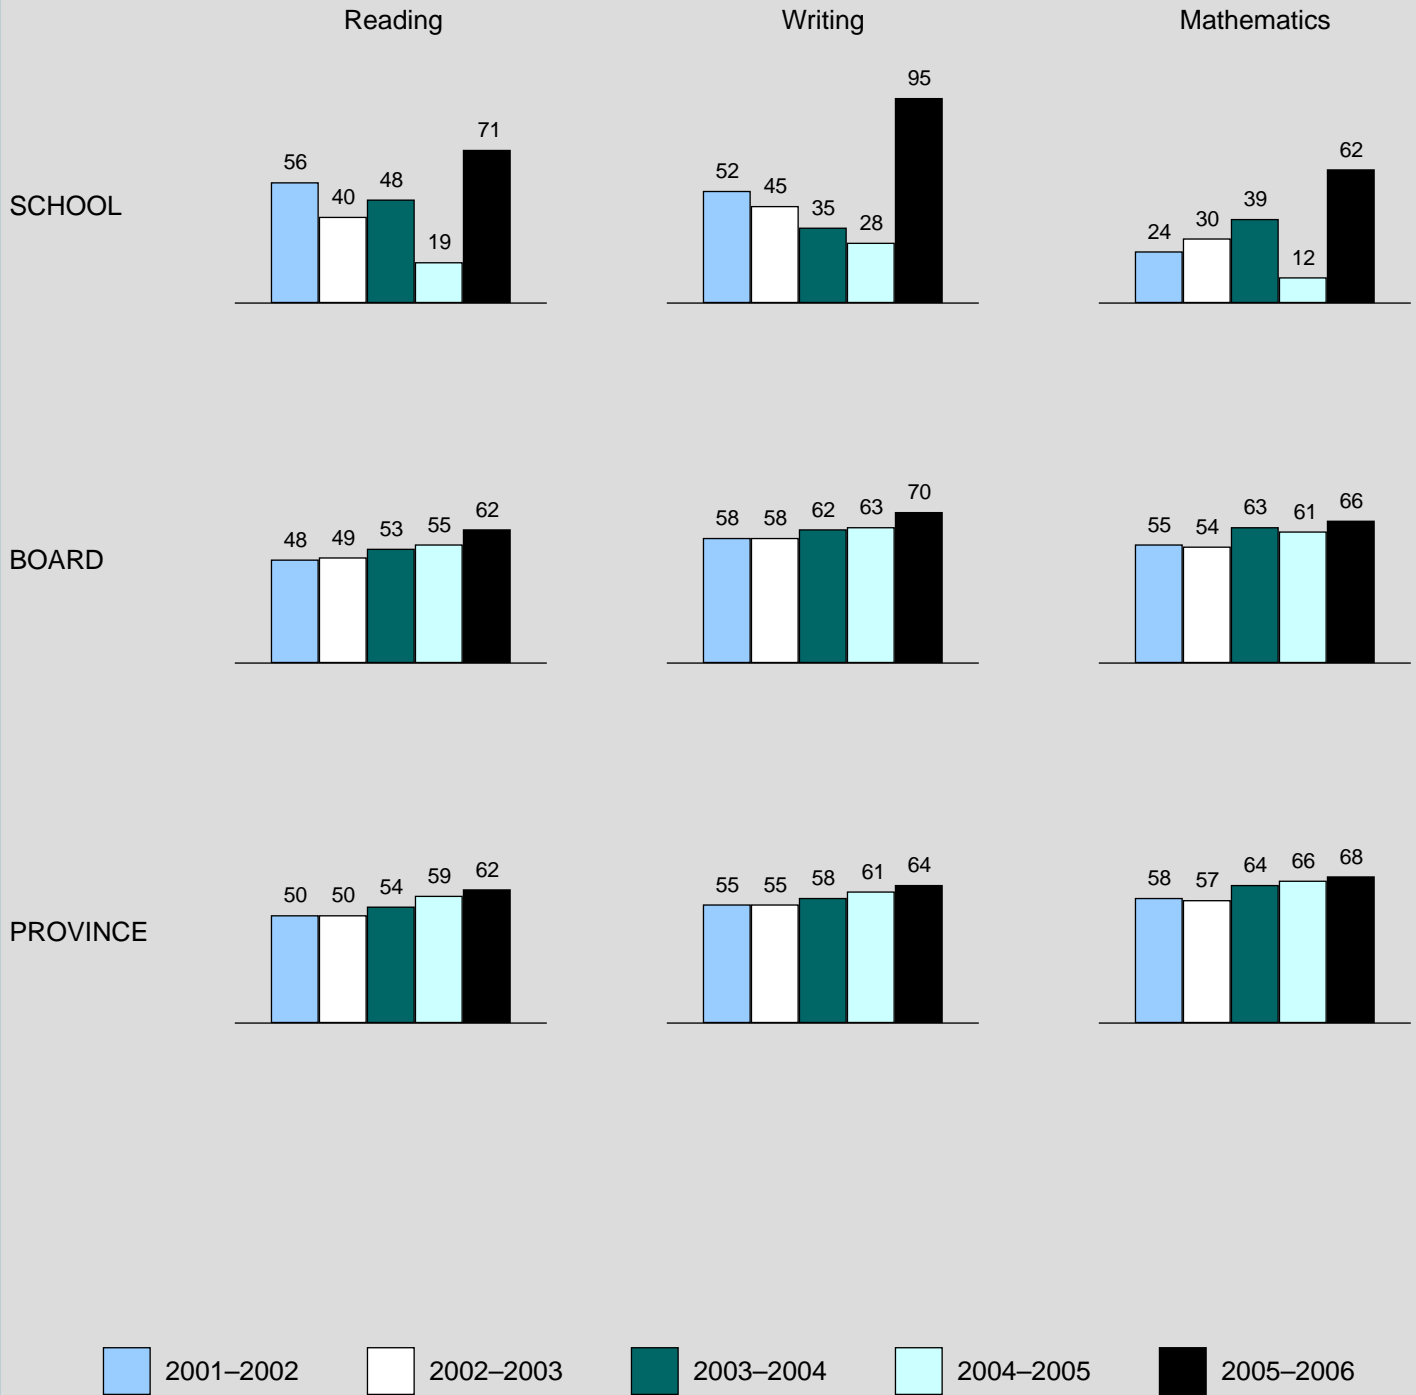 Reading Writing Mathematics
SCHOOL
56 40 48 19 71
52 45 35 28 95
24 30 39 12 62
BOARD
48 49 53 55 62
58 58 62 63 70
55 54 63 61 66
PROVINCE
50 50 54 59 62
55 55 58 61 64
58 57 64 66 68
2001–2002 2002–2003 2003–2004 2004–2005 2005–2006